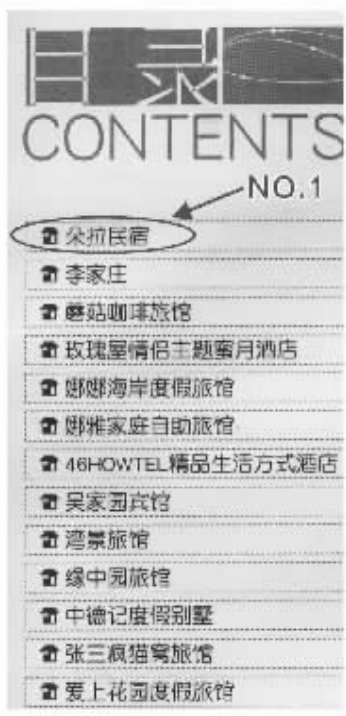 目录
CONTENTS
NO.1
朵拉民宿
李家庄
蘑菇咖啡旅馆
玫瑰屋情侣主题蜜月酒店
娜娜海岸度假旅馆
娜雅家庭自助旅馆
46HOWTEL精品生活方式酒店
吴家园宾馆
湾景旅馆
缘中园旅馆
中德记度假别墅
张三疯猫窝旅馆
爱上花园度假旅馆